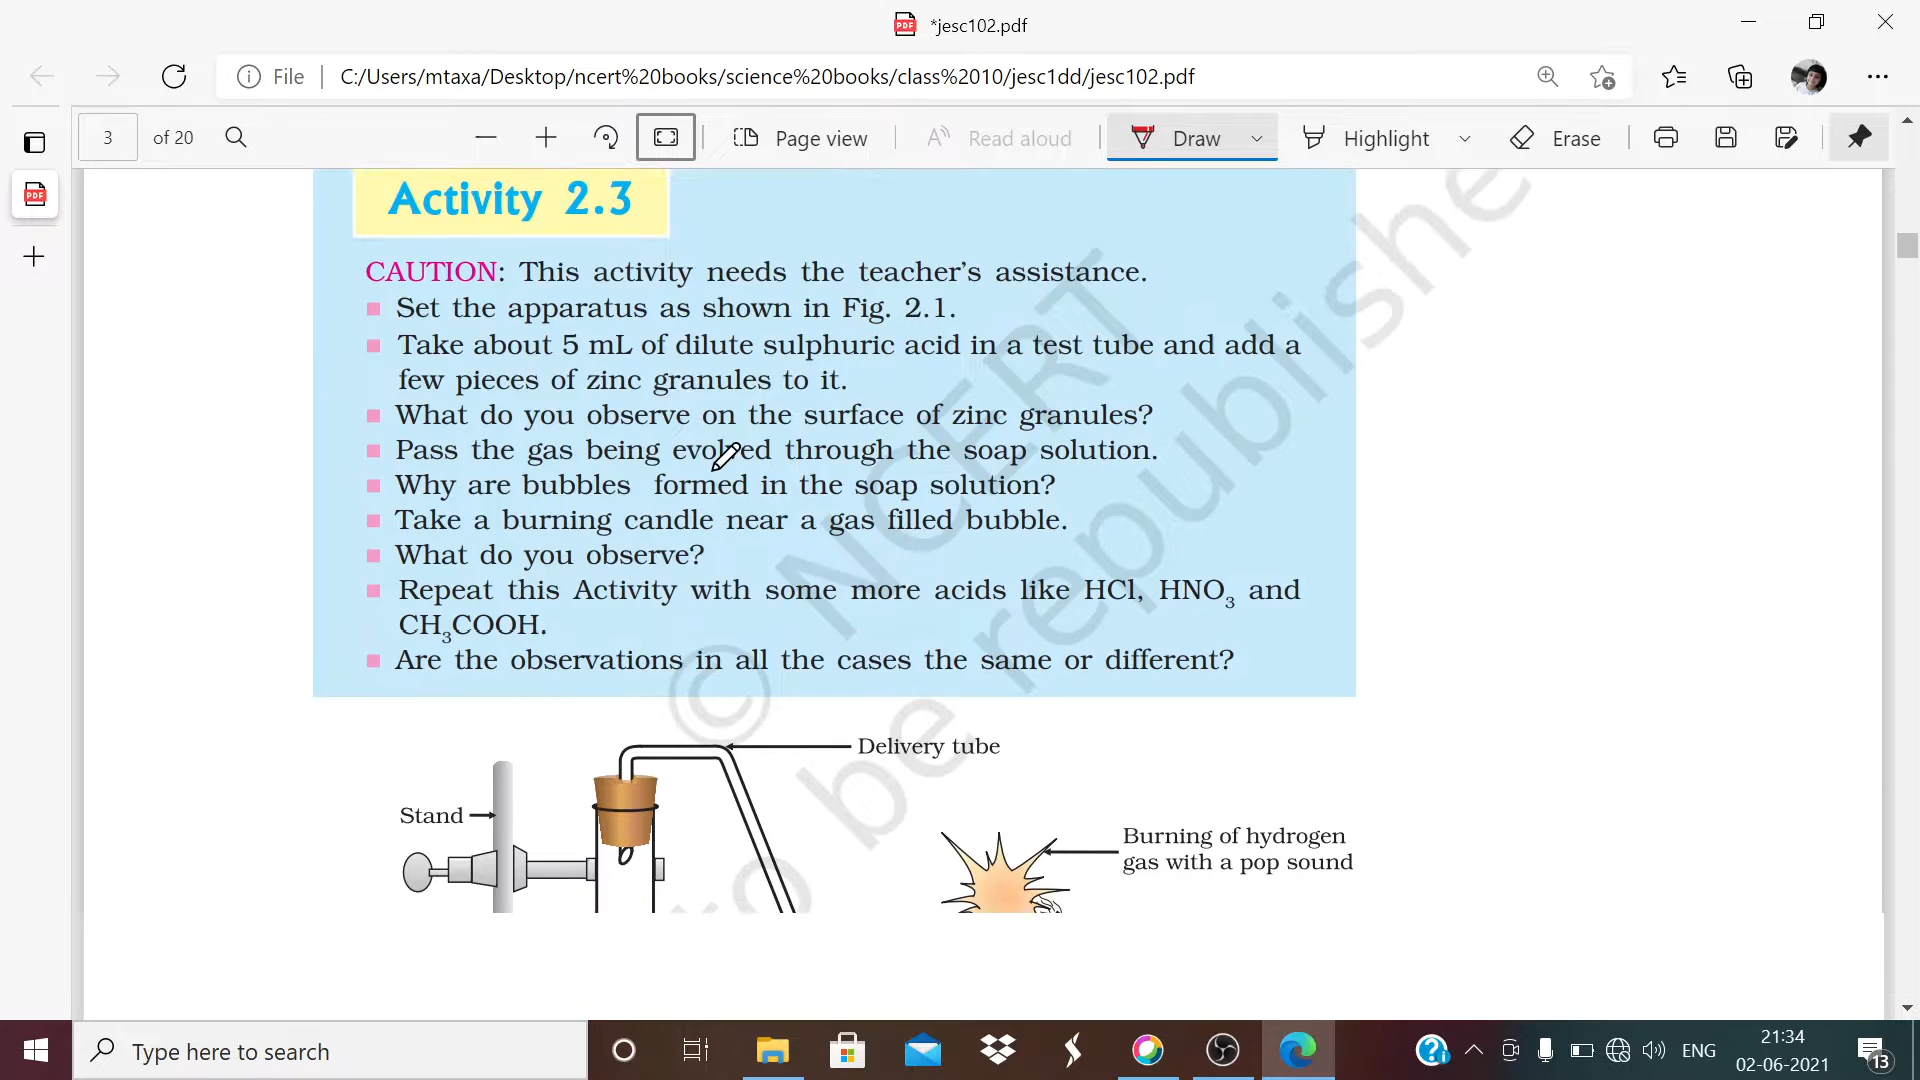 *jesc102.pdf
File
C:/Users/mtaxa/Desktop/ncert%20books/science%20books/class%2010/jesc1dd/jesc102.pdf
3 of 20
Page view
Read aloud
Draw
Highlight
Erase
Activity 2.3
CAUTION: This activity needs the teacher's assistance.
Set the apparatus as shown in Fig. 2.1.
Take about 5 mL of dilute sulphuric acid in a test tube and add a
few pieces of zinc granules to it.
What do you observe on the surface of zinc granules?
Pass the gas being evolved through the soap solution.
Why are bubbles formed in the soap solution?
Take a burning candle near a gas filled bubble.
What do you observe?
Repeat this Activity with some more acids like HCl, HNO₃ and
CH₃COOH.
Are the observations in all the cases the same or different?
© NCERT
to be republishe
Delivery tube
Stand
Burning of hydrogen
gas with a pop sound
Type here to search
ENG
21:34
02-06-2021
13